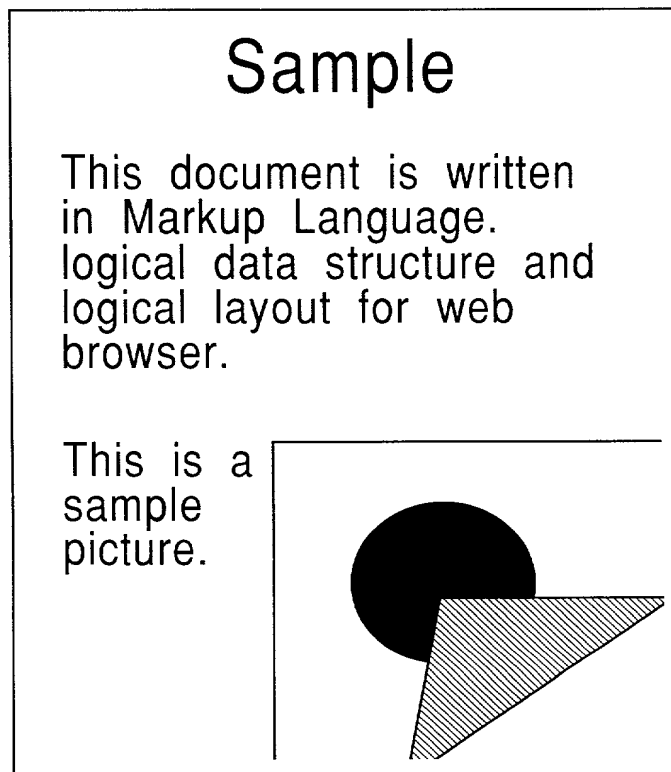 Sample
This document is written
in Markup Language.
logical data structure and
logical layout for web
browser.
This is a
sample
picture.